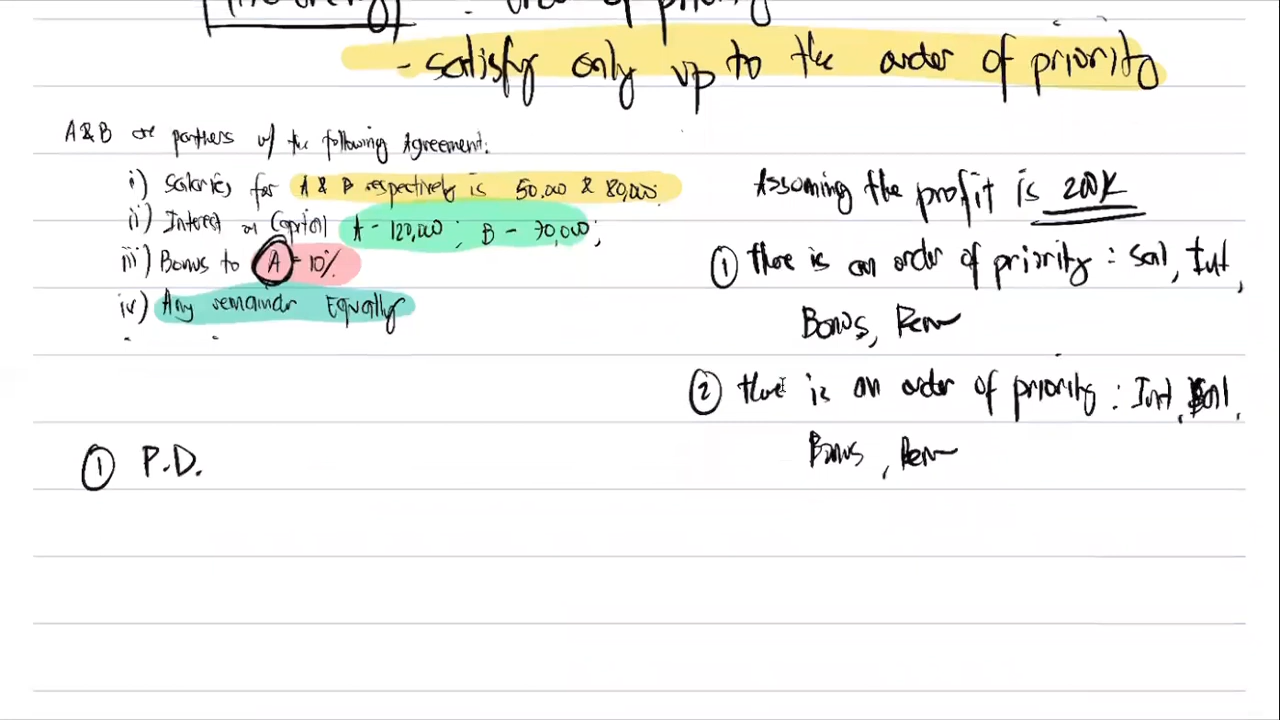 : order of priority
- satisfy only up to the order of priority
A & B are partners w/ the following Agreement:
i) Salaries for A & B respectively is 50,000 & 80,000
ii) Interest on Capital A - 120,000 ; B - 70,000;
iii) Bonus to A - 10%
iv) Any remainder Equally
Assuming the profit is 200K
① there is an order of priority : Sal, Int,
Bonus, Rem
② there is an order of priority : Int, Sal,
Bonus, Rem
① P.D.